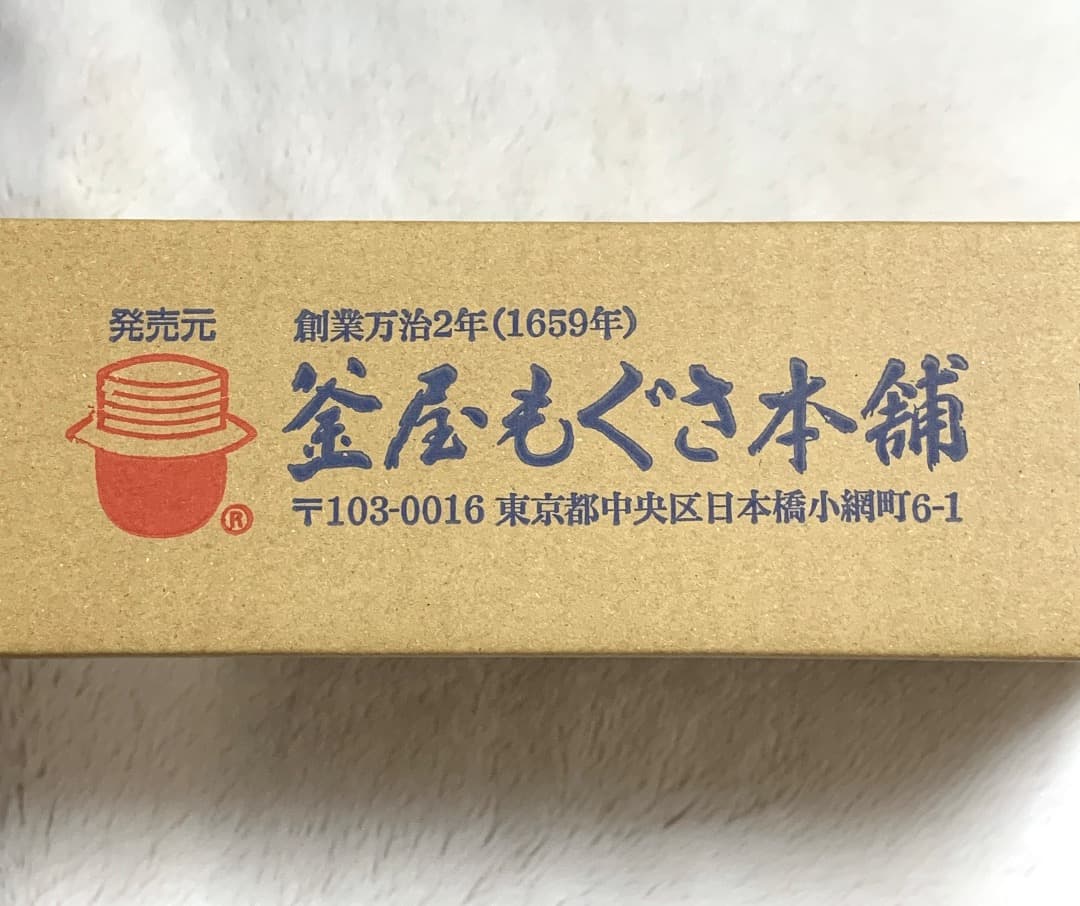 発売元
創業万治2年(1659年)
釜屋もぐさ本舗
®
〒103-0016 東京都中央区日本橋小網町6-1